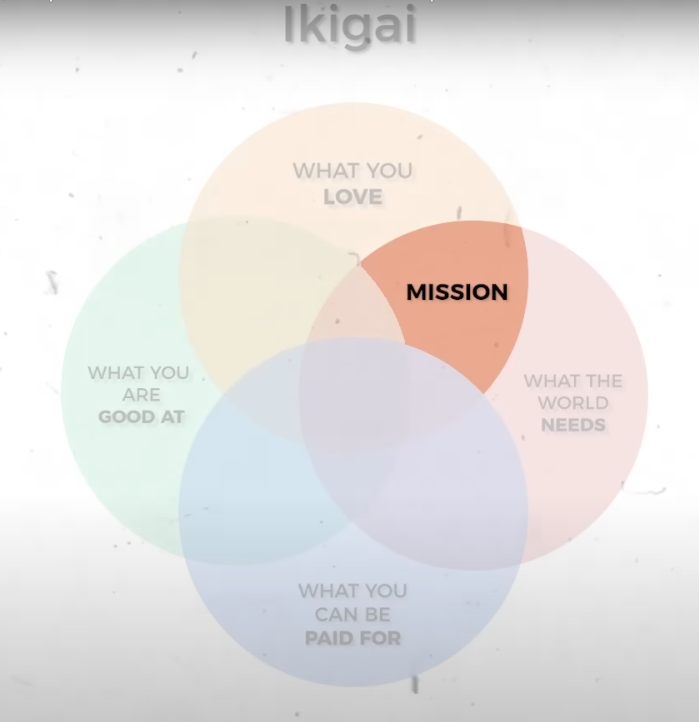 Ikigai
WHAT YOU
LOVE
MISSION
WHAT YOU
ARE
GOOD AT
WHAT THE
WORLD
NEEDS
WHAT YOU
CAN BE
PAID FOR